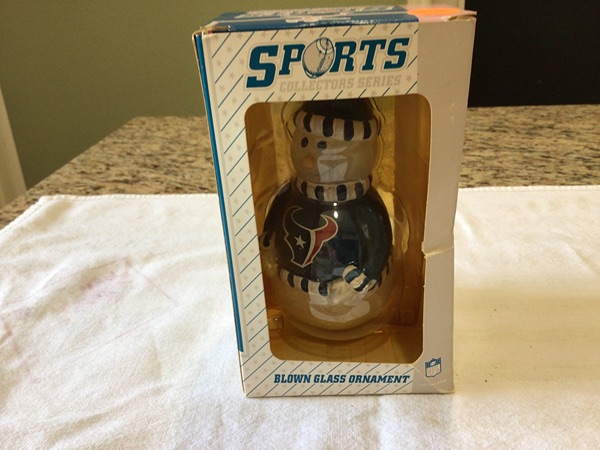 SPORTS
COLLECTORS SERIES
BLOWN GLASS ORNAMENT